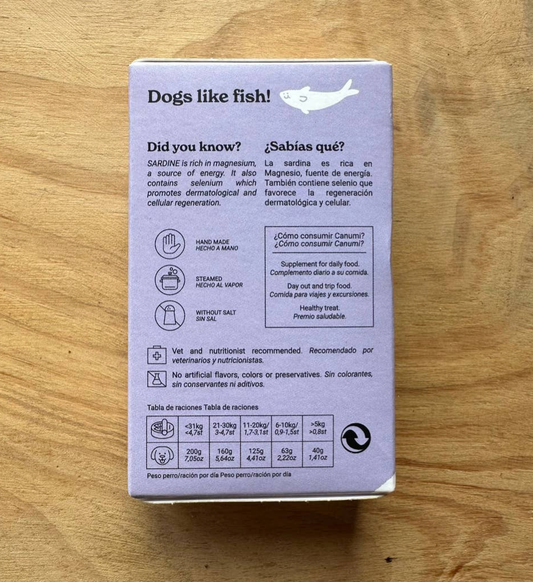 Dogs like fish!
Did you know?
SARDINE is rich in magnesium,
a source of energy. It also
contains selenium which
promotes dermatological and
cellular regeneration.
¿Sabías qué?
La sardina es rica en
Magnesio, fuente de energía.
También contiene selenio que
favorece la regeneración
dermatológica y celular.
HAND MADE
HECHO A MANO
STEAMED
HECHO AL VAPOR
WITHOUT SALT
SIN SAL
¿Cómo consumir Canumi?
¿Cómo consumir Canumi?
Supplement for daily food.
Complemento diario a su comida.
Day out and trip food.
Comida para viajes y excursiones.
Healthy treat.
Premio saludable.
Vet and nutritionist recommended. Recomendado por
veterinarios y nutricionistas.
No artificial flavors, colors or preservatives. Sin colorantes,
sin conservantes ni aditivos.
Tabla de raciones Tabla de raciones
<31kg 21-30kg 11-20kg/ 6-10kg/ >5kg
<4,7st 3-4,7st 1,7-3,1st 0,9-1,5st >0,8st
200g 160g 125g 63g 40g
7,05oz 5,64oz 4,41oz 2,22oz 1,41oz
Peso perro/ración por día Peso perro/ración por día